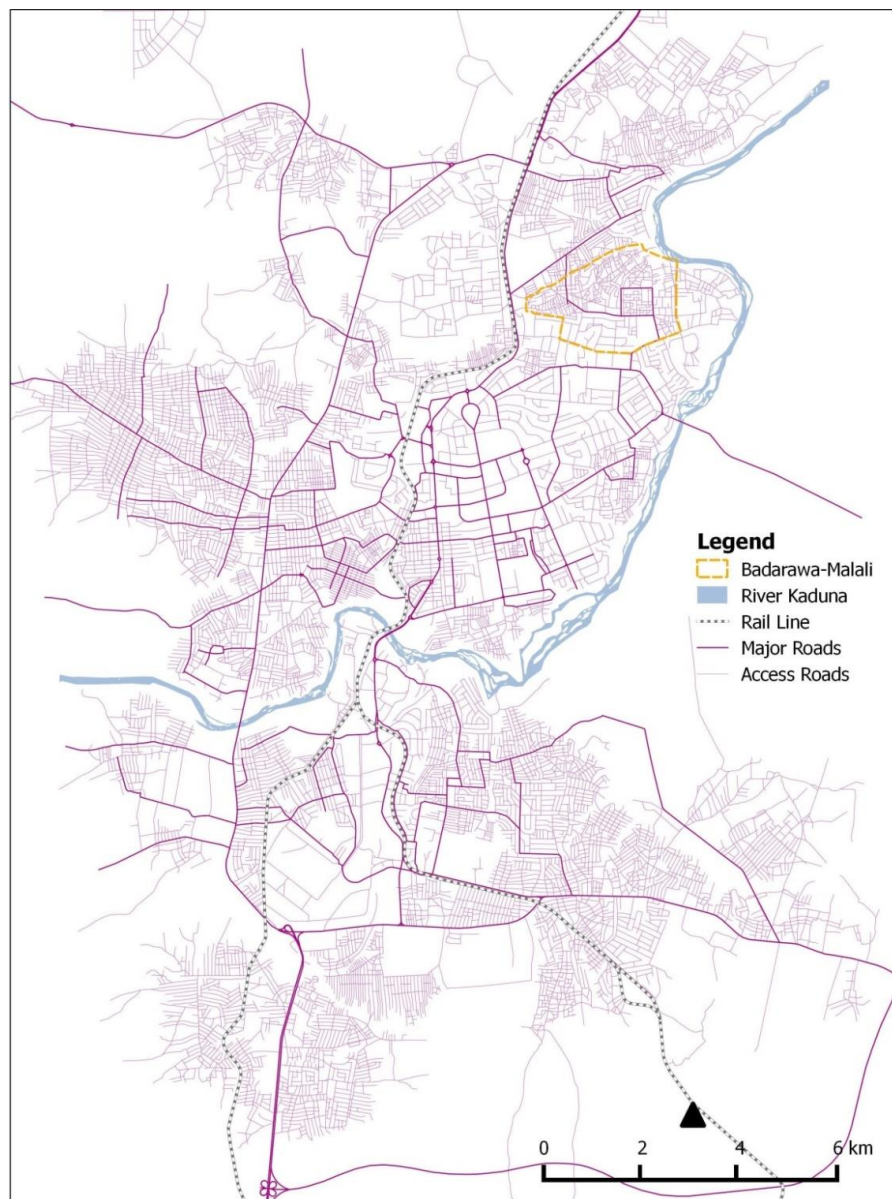 Legend
Badarawa-Malali
River Kaduna
Rail Line
Major Roads
Access Roads
0 2 4 6 km